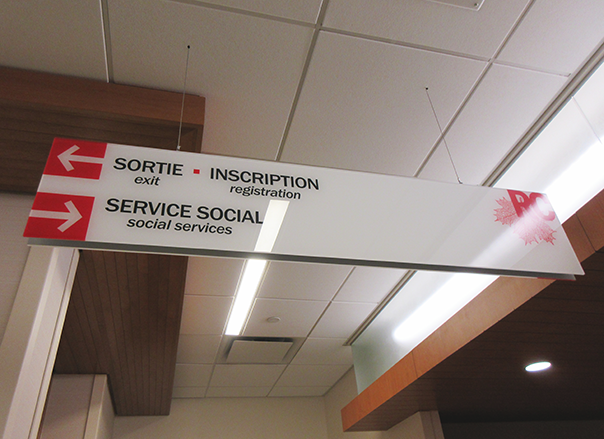 SORTIE ▪ INSCRIPTION
exit registration
SERVICE SOCIAL
social services